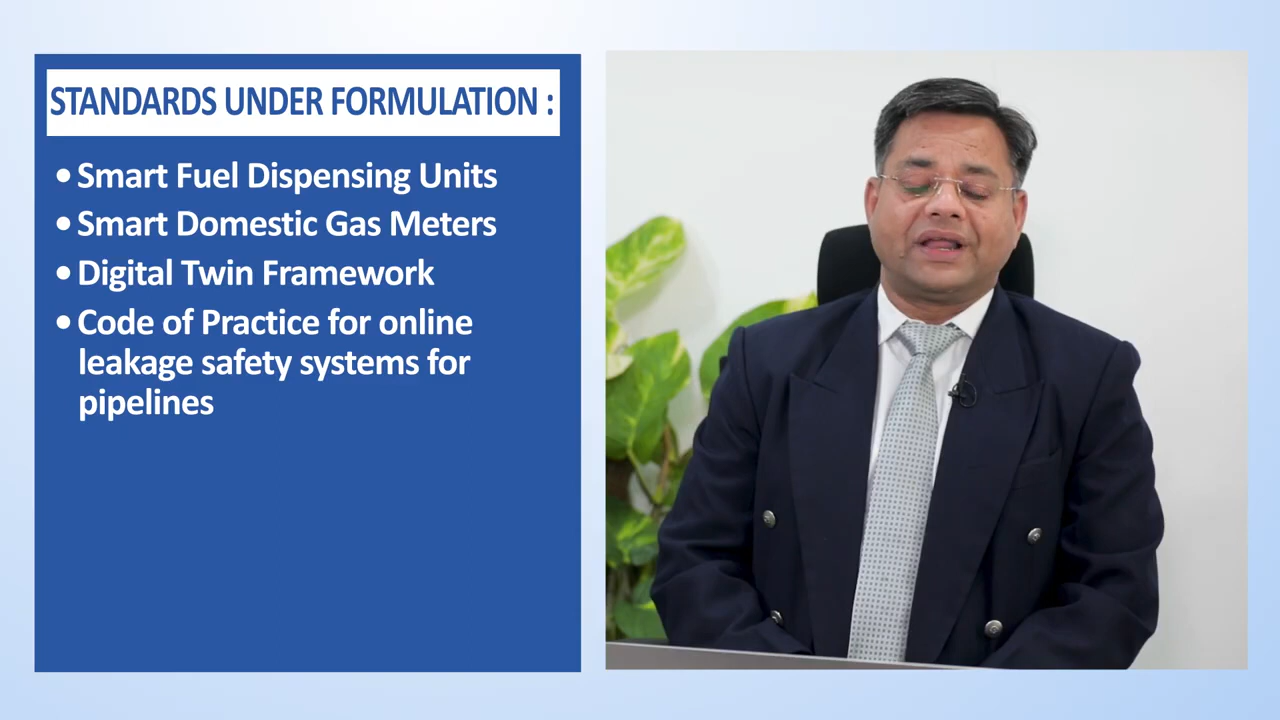 STANDARDS UNDER FORMULATION :
• Smart Fuel Dispensing Units
• Smart Domestic Gas Meters
• Digital Twin Framework
• Code of Practice for online
leakage safety systems for
pipelines